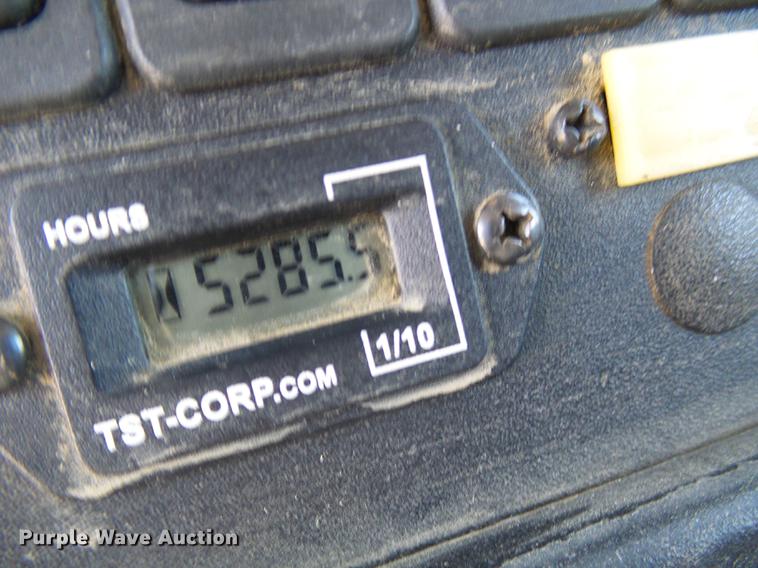 HOURS
5285.5
1/10
TST-CORP.COM
Purple Wave Auction